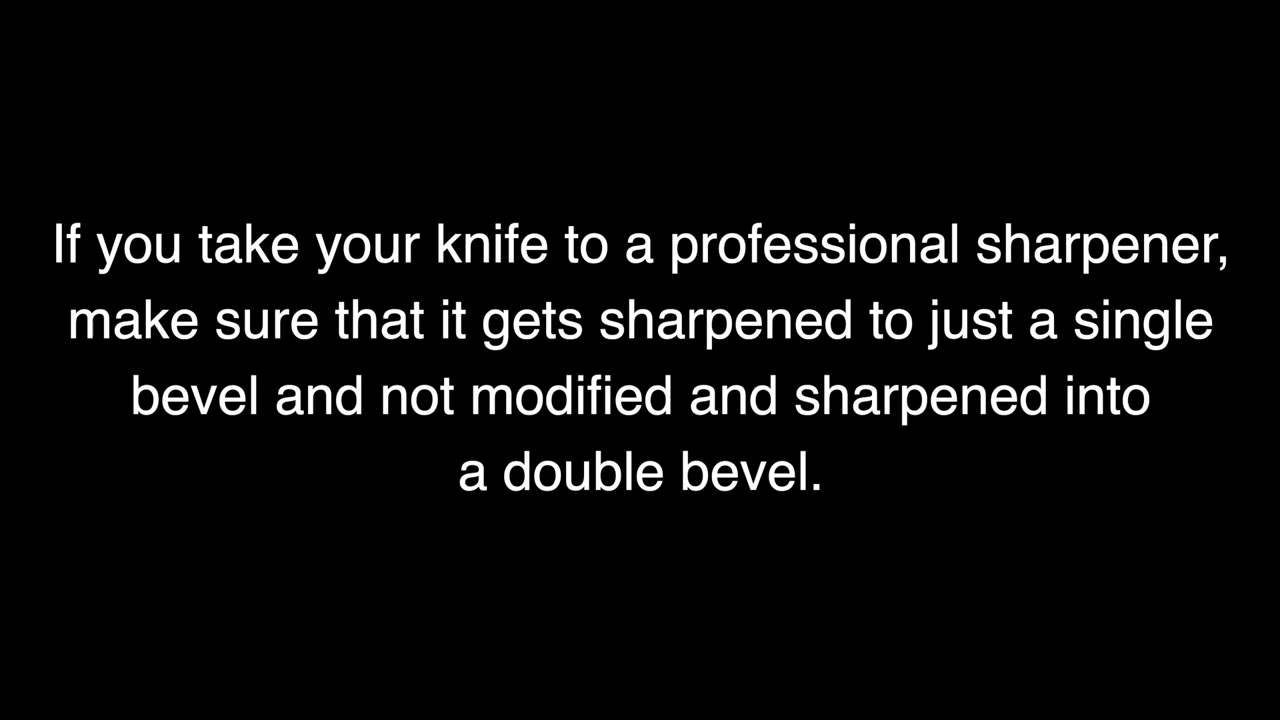 If you take your knife to a professional sharpener,
make sure that it gets sharpened to just a single
bevel and not modified and sharpened into
a double bevel.